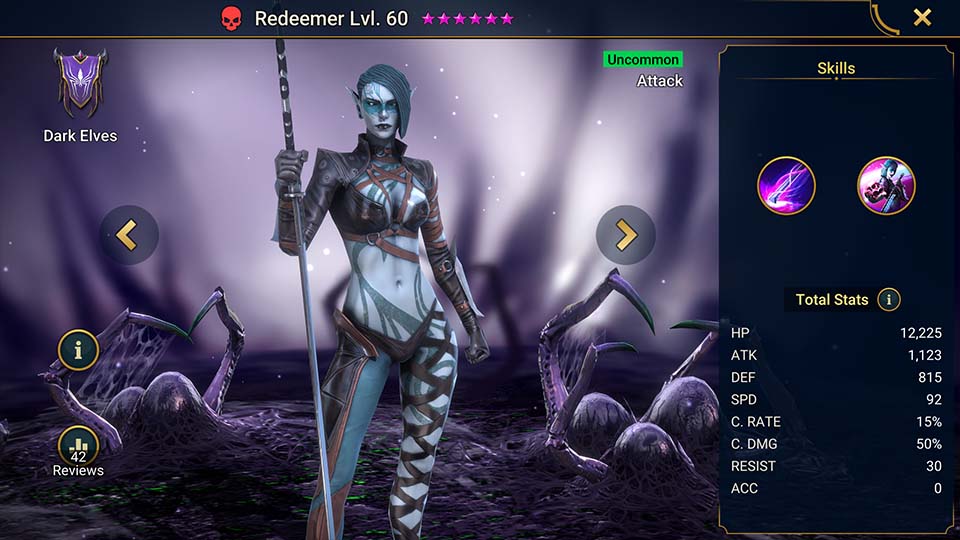 Redeemer Lvl. 60
Uncommon
Attack
Dark Elves
42
Reviews
Skills
Total Stats i
HP 12,225
ATK 1,123
DEF 815
SPD 92
C. RATE 15%
C. DMG 50%
RESIST 30
ACC 0